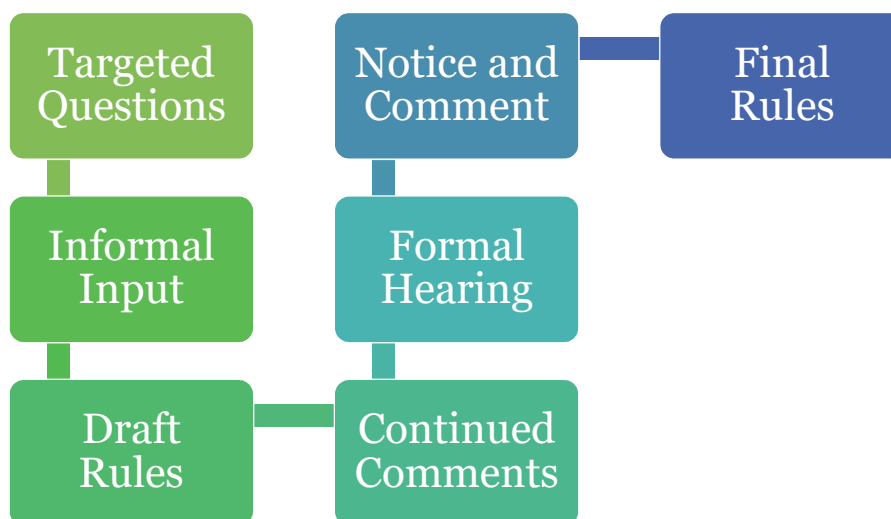 Targeted
Questions
Informal
Input
Draft
Rules
Continued
Comments
Formal
Hearing
Notice and
Comment
Final
Rules